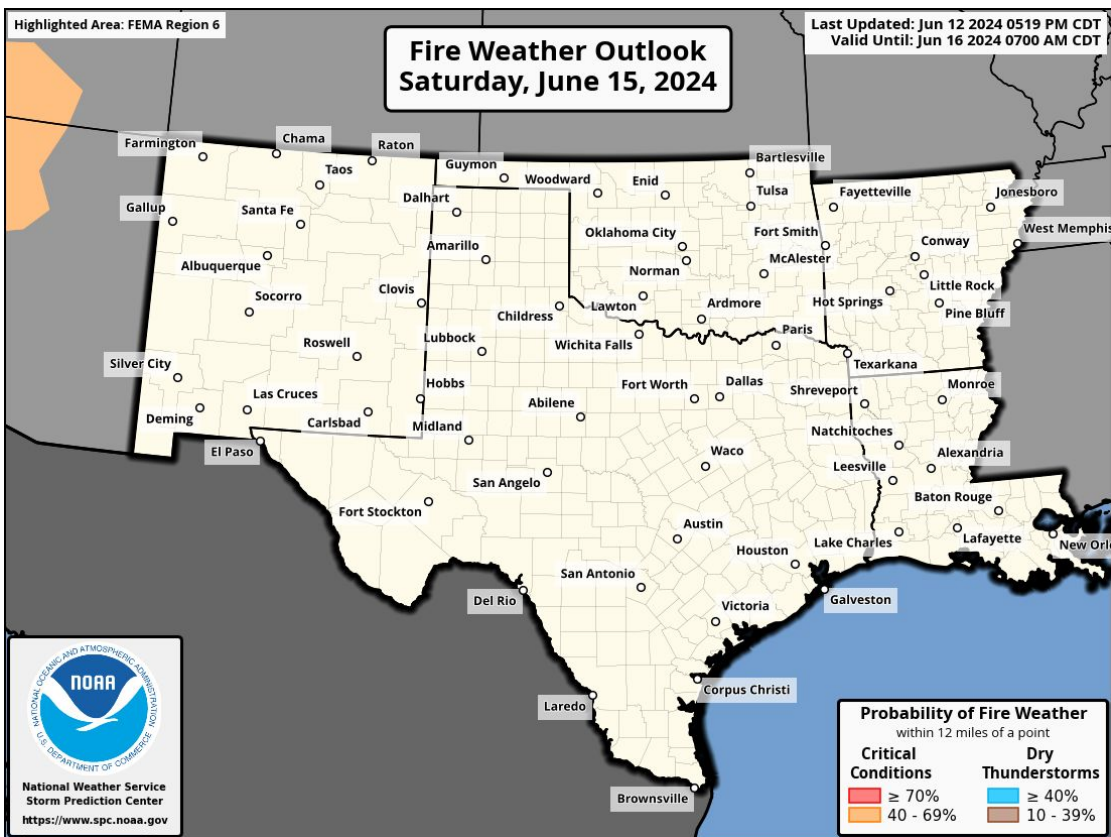 Highlighted Area: FEMA Region 6
Last Updated: Jun 12 2024 0519 PM CDT
Valid Until: Jun 16 2024 0700 AM CDT
Fire Weather Outlook
Saturday, June 15, 2024
Farmington
Chama
Raton
Taos
Guymon
Woodward
Enid
Bartlesville
Tulsa
Fayetteville
Jonesboro
Gallup
Santa Fe
Dalhart
Oklahoma City
Fort Smith
Conway
West Memphis
Albuquerque
Amarillo
Norman
McAlester
Little Rock
Socorro
Clovis
Childress
Lawton
Ardmore
Hot Springs
Pine Bluff
Roswell
Lubbock
Wichita Falls
Paris
Texarkana
Silver City
Las Cruces
Hobbs
Fort Worth
Dallas
Shreveport
Monroe
Deming
Carlsbad
Midland
Abilene
Natchitoches
El Paso
Waco
Leesville
Alexandria
San Angelo
Baton Rouge
Fort Stockton
Austin
Lake Charles
Lafayette
New Orl
Houston
San Antonio
Del Rio
Victoria
Galveston
Laredo
Corpus Christi
Brownsville
NATIONAL OCEANIC AND ATMOSPHERIC ADMINISTRATION
NOAA
U.S. DEPARTMENT OF COMMERCE
National Weather Service
Storm Prediction Center
https://www.spc.noaa.gov
Probability of Fire Weather
within 12 miles of a point
Critical Conditions
≥ 70%
40 - 69%
Dry Thunderstorms
≥ 40%
10 - 39%